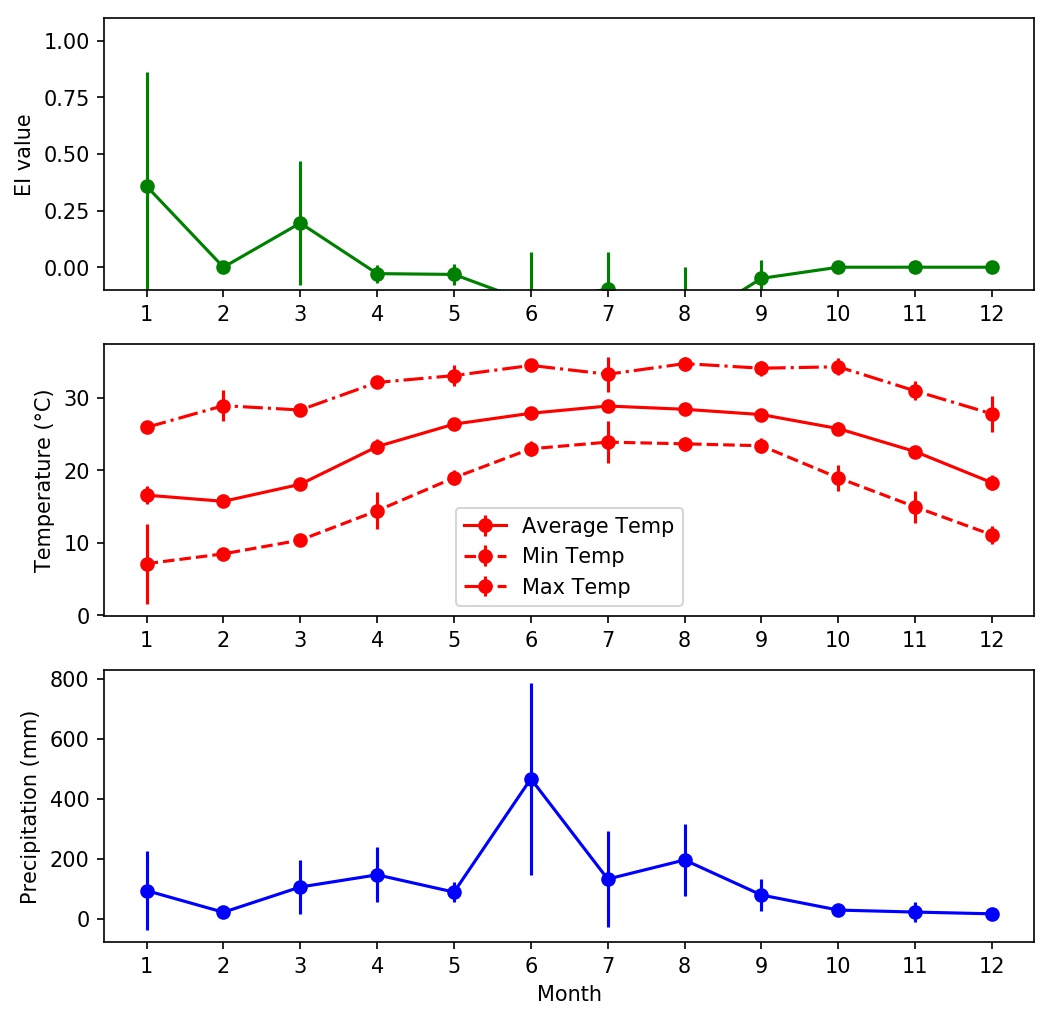 1.00
0.75
0.50
0.25
0.00
EI value
1 2 3 4 5 6 7 8 9 10 11 12
30
20
10
0
Temperature (°C)
Average Temp
Min Temp
Max Temp
1 2 3 4 5 6 7 8 9 10 11 12
800
600
400
200
0
Precipitation (mm)
1 2 3 4 5 6 7 8 9 10 11 12
Month